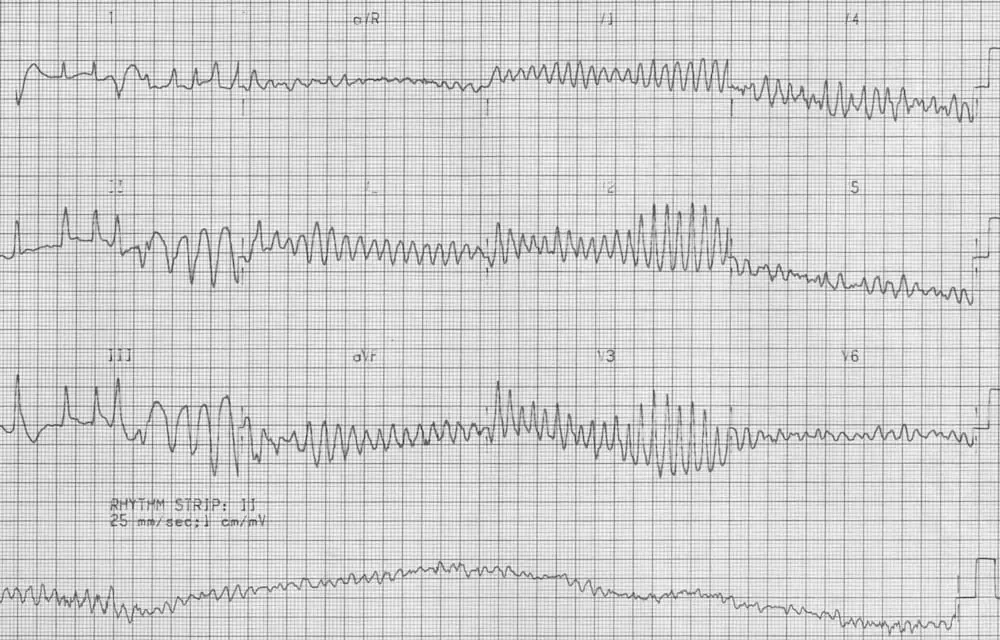 I aVR V1 V4
II V2 V5
III aVF V3 V6
RHYTHM STRIP: II
25 mm/sec;1 cm/mV